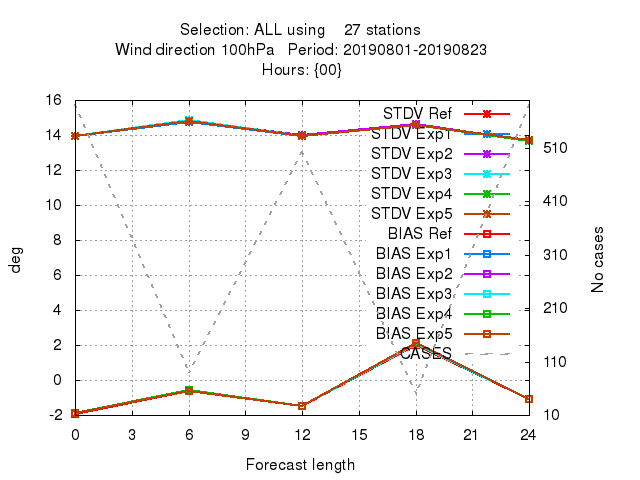 Selection: ALL using 27 stations
Wind direction 100hPa Period: 20190801-20190823
Hours: {00}
16
14
12
10
8
6
4
2
0
-2
deg
STDV Ref
STDV Exp1
STDV Exp2
STDV Exp3
STDV Exp4
STDV Exp5
BIAS Ref
BIAS Exp1
BIAS Exp2
BIAS Exp3
BIAS Exp4
BIAS Exp5
CASES
510
410
310
210
110
10
No cases
0 3 6 9 12 15 18 21 24
Forecast length